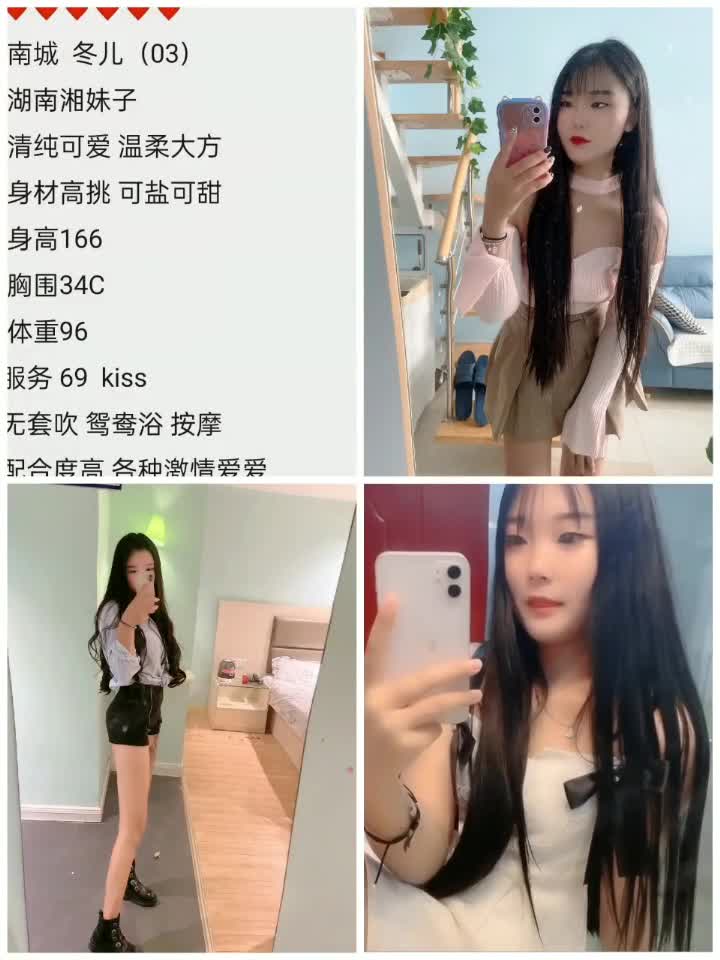 南城 冬儿（03）
湖南湘妹子
清纯可爱 温柔大方
身材高挑 可盐可甜
身高166
胸围34C
体重96
服务 69 kiss
无套吹 鸳鸯浴 按摩
配合度高 各种激情爱爱